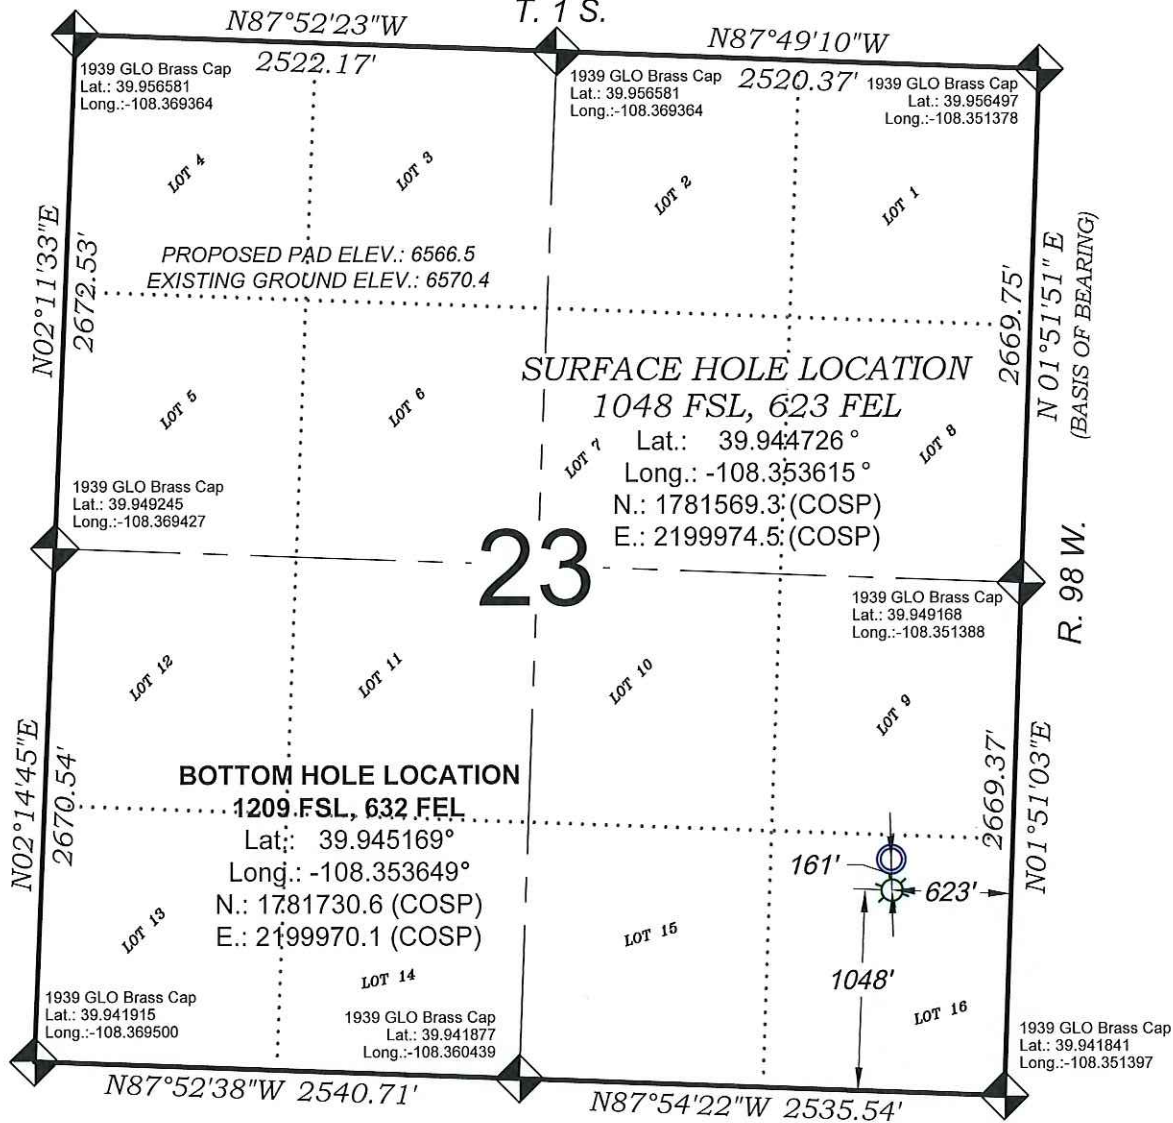 T. 1 S.
N87°52'23"W
2522.17'
N87°49'10"W
2520.37'
1939 GLO Brass Cap
Lat.: 39.956581
Long.:-108.369364
1939 GLO Brass Cap
Lat.: 39.956581
Long.:-108.369364
1939 GLO Brass Cap
Lat.: 39.956497
Long.:-108.351378
LOT 4
LOT 3
LOT 2
LOT 1
N02°11'33"E
2672.53'
PROPOSED PAD ELEV.: 6566.5
EXISTING GROUND ELEV.: 6570.4
2669.75'
N 01°51'51" E
(BASIS OF BEARING)
SURFACE HOLE LOCATION
1048 FSL, 623 FEL
Lat.: 39.944726°
Long.: -108.353615°
N.: 1781569.3 (COSP)
E.: 2199974.5 (COSP)
LOT 5
LOT 6
LOT 7
LOT 8
1939 GLO Brass Cap
Lat.: 39.949245
Long.:-108.369427
23
R. 98 W.
1939 GLO Brass Cap
Lat.: 39.949168
Long.:-108.351388
LOT 12
LOT 11
LOT 10
LOT 9
N02°14'45"E
2670.54'
BOTTOM HOLE LOCATION
1209 FSL, 632 FEL
Lat: 39.945169°
Long.: -108.353649°
N.: 1781730.6 (COSP)
E.: 2199970.1 (COSP)
2669.37'
N01°51'03"E
161'
623'
1048'
LOT 13
LOT 14
LOT 15
LOT 16
1939 GLO Brass Cap
Lat.: 39.941915
Long.:-108.369500
1939 GLO Brass Cap
Lat.: 39.941877
Long.:-108.360439
1939 GLO Brass Cap
Lat.: 39.941841
Long.:-108.351397
N87°52'38"W 2540.71'
N87°54'22"W 2535.54'